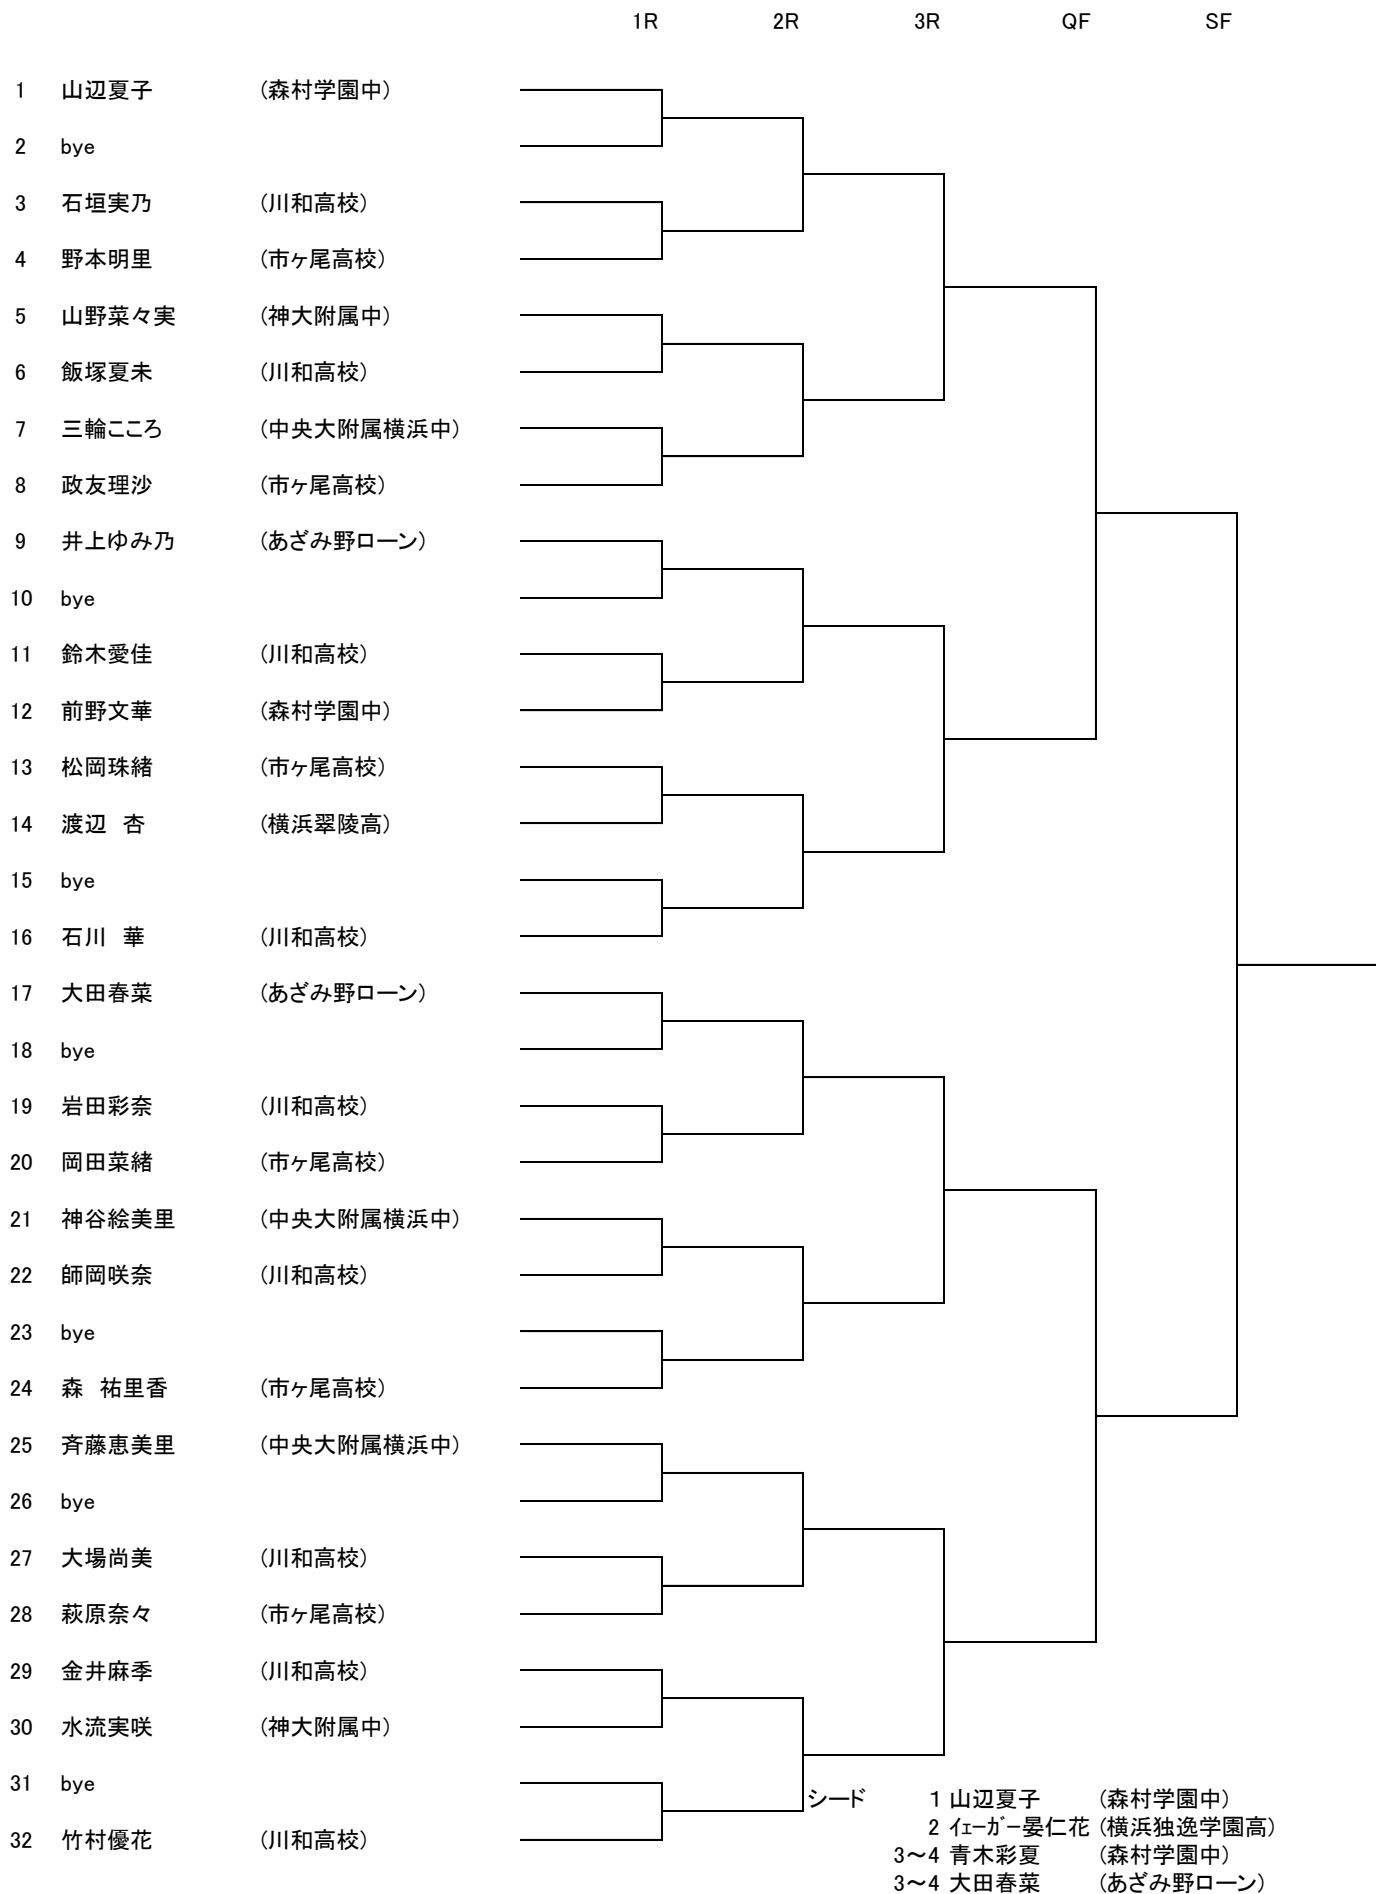 1R 2R 3R QF SF
1 山辺夏子 (森村学園中)
2 bye
3 石垣実乃 (川和高校)
4 野本明里 (市ヶ尾高校)
5 山野菜々実 (神大附属中)
6 飯塚夏未 (川和高校)
7 三輪こころ (中央大附属横浜中)
8 政友理沙 (市ヶ尾高校)
9 井上ゆみ乃 (あざみ野ローン)
10 bye
11 鈴木愛佳 (川和高校)
12 前野文華 (森村学園中)
13 松岡珠緒 (市ヶ尾高校)
14 渡辺 杏 (横浜翠陵高)
15 bye
16 石川 華 (川和高校)
17 大田春菜 (あざみ野ローン)
18 bye
19 岩田彩奈 (川和高校)
20 岡田菜緒 (市ヶ尾高校)
21 神谷絵美里 (中央大附属横浜中)
22 師岡咲奈 (川和高校)
23 bye
24 森 祐里香 (市ヶ尾高校)
25 斉藤恵美里 (中央大附属横浜中)
26 bye
27 大場尚美 (川和高校)
28 萩原奈々 (市ヶ尾高校)
29 金井麻季 (川和高校)
30 水流実咲 (神大附属中)
31 bye
32 竹村優花 (川和高校)
シード 1 山辺夏子 (森村学園中)
2 ｲｪｰｶﾞｰ晏仁花 (横浜独逸学園高)
3～4 青木彩夏 (森村学園中)
3～4 大田春菜 (あざみ野ローン)